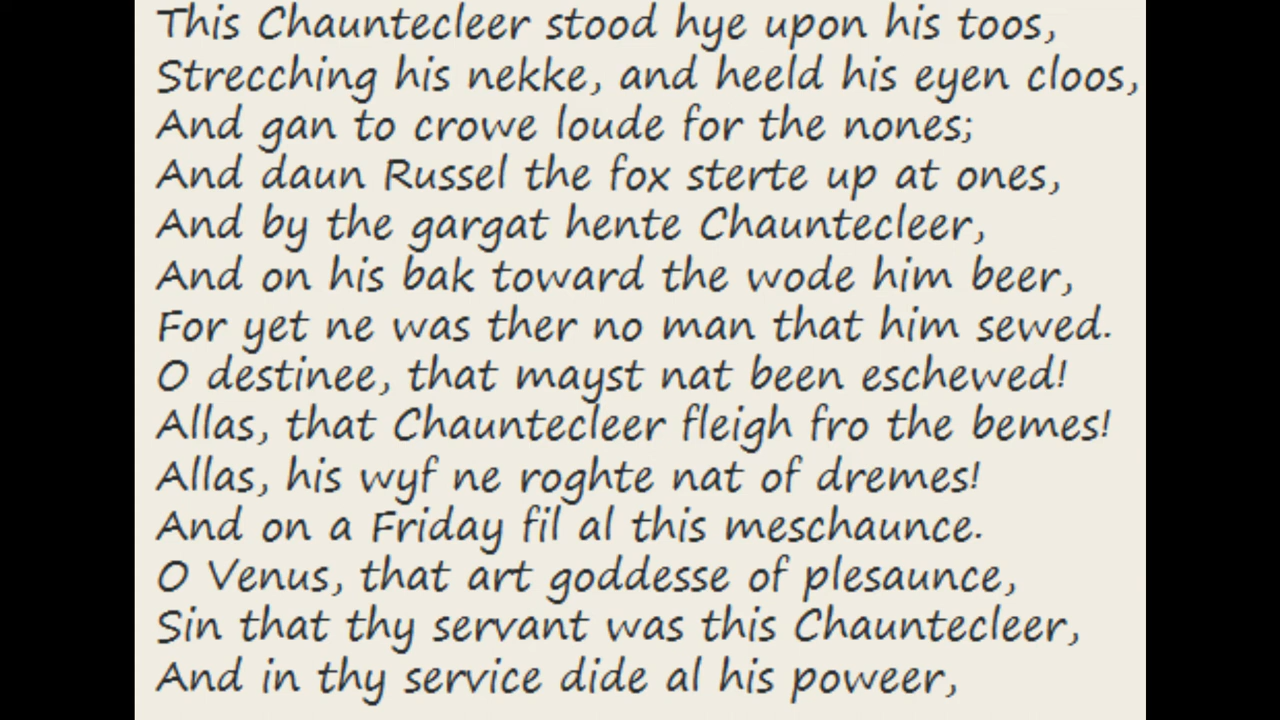 This Chauntecleer stood hye upon his toos,
Strecching his nekke, and heeld his eyen cloos,
And gan to crowe loude for the nones;
And daun Russel the fox sterte up at ones,
And by the gargat hente Chauntecleer,
And on his bak toward the wode him beer,
For yet ne was ther no man that him sewed.
O destinee, that mayst nat been eschewed!
Allas, that Chauntecleer fleigh fro the bemes!
Allas, his wyf ne roghte nat of dremes!
And on a Friday fil al this meschaunce.
O Venus, that art goddesse of plesaunce,
Sin that thy servant was this Chauntecleer,
And in thy service dide al his poweer,